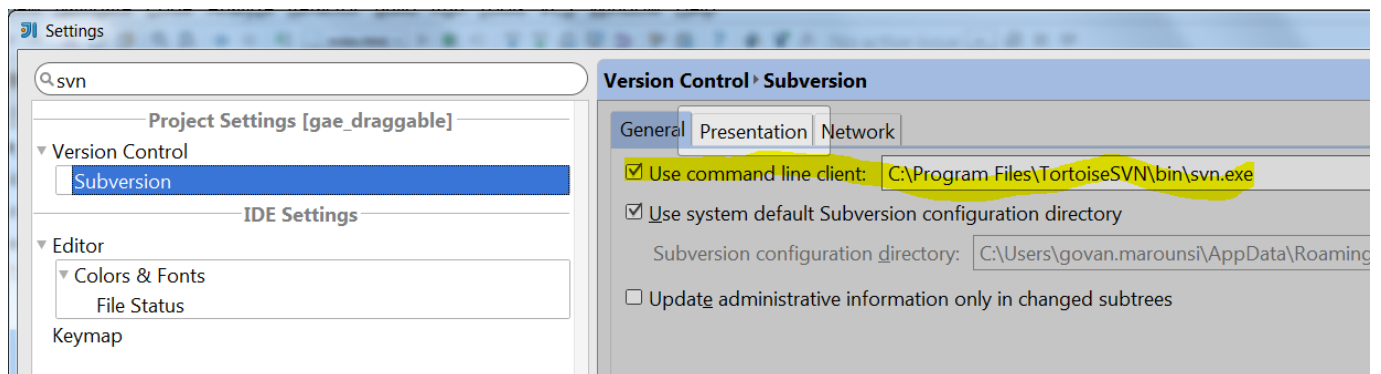 Settings
svn
Project Settings [gae_draggable]
Version Control
Subversion
IDE Settings
Editor
Colors & Fonts
File Status
Keymap
Version Control ▸ Subversion
General Presentation Network
Use command line client: C:\Program Files\TortoiseSVN\bin\svn.exe
Use system default Subversion configuration directory
Subversion configuration directory: C:\Users\govan.marounsi\AppData\Roaming
Update administrative information only in changed subtrees